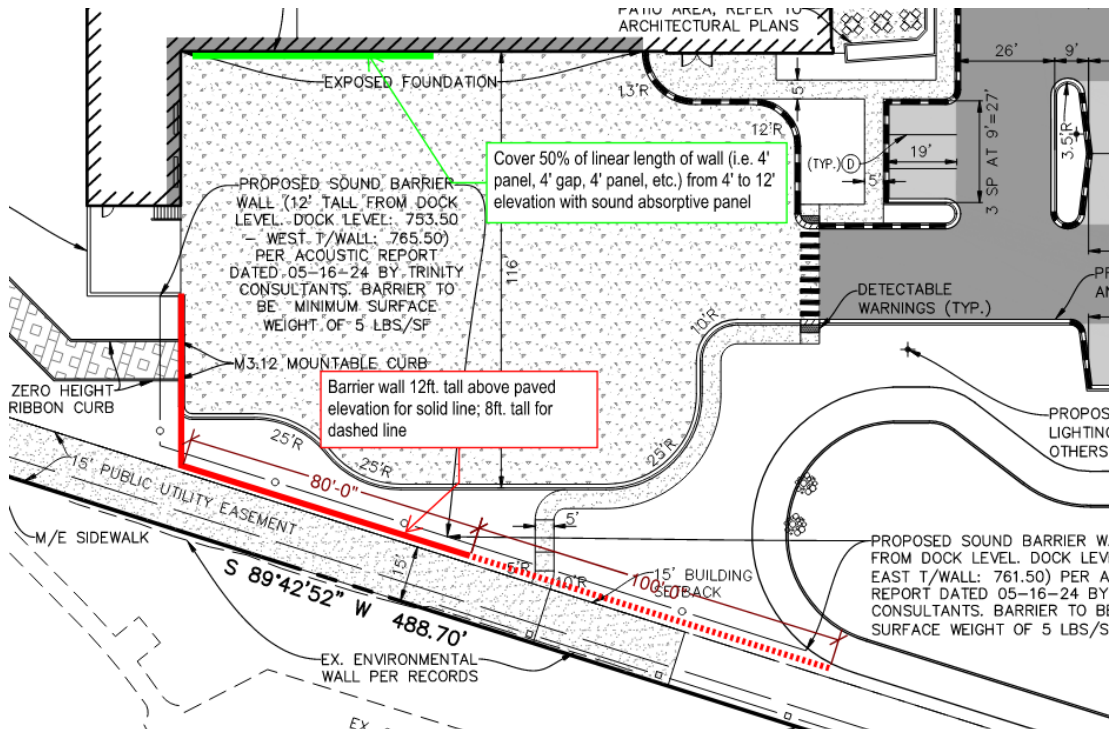 PATIO AREA, REFER TO
ARCHITECTURAL PLANS
26'
9'
EXPOSED FOUNDATION
13'R
5'
12'R
(TYP.) D
19'
5'
3 SP AT 9'=27'
3.5'R
Cover 50% of linear length of wall (i.e. 4'
panel, 4' gap, 4' panel, etc.) from 4' to 12'
elevation with sound absorptive panel
PROPOSED SOUND BARRIER
WALL (12' TALL FROM DOCK
LEVEL. DOCK LEVEL: 753.50
- WEST T/WALL: 765.50)
PER ACOUSTIC REPORT
DATED 05-16-24 BY TRINITY
CONSULTANTS. BARRIER TO
BE MINIMUM SURFACE
WEIGHT OF 5 LBS/SF
116'
DETECTABLE
WARNINGS (TYP.)
10'R
M3.12 MOUNTABLE CURB
ZERO HEIGHT
RIBBON CURB
Barrier wall 12ft. tall above paved
elevation for solid line; 8ft. tall for
dashed line
PROPOS
LIGHTING
OTHERS
25'R
25'R
25'R
80'-0"
15' PUBLIC UTILITY EASEMENT
M/E SIDEWALK
5'
15'
5'R
10'R
15' BUILDING
SETBACK
100'-0"
S 89°42'52" W 488.70'
PROPOSED SOUND BARRIER W
FROM DOCK LEVEL. DOCK LEV
EAST T/WALL: 761.50) PER A
REPORT DATED 05-16-24 BY
CONSULTANTS. BARRIER TO BE
SURFACE WEIGHT OF 5 LBS/S
EX. ENVIRONMENTAL
WALL PER RECORDS